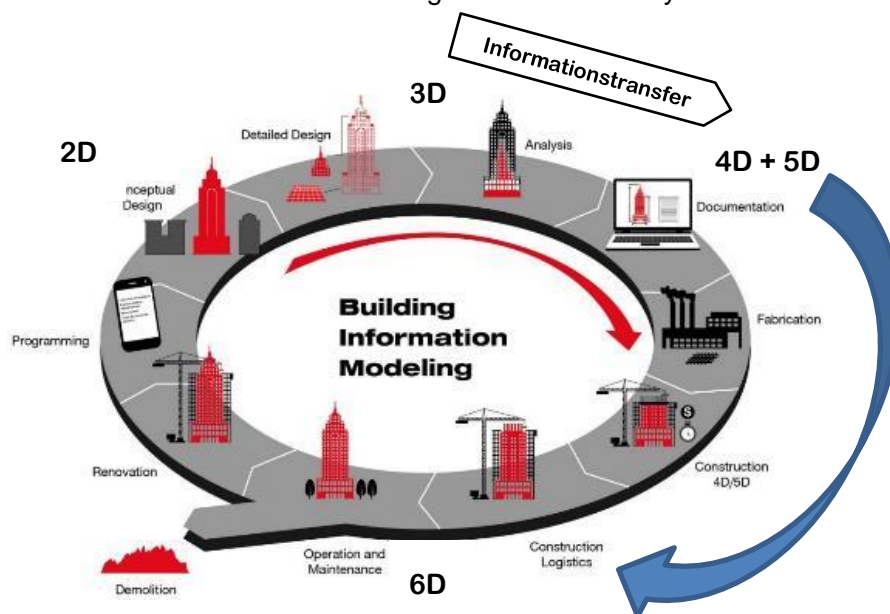 Informationstransfer
3D
Detailed Design
Analysis
2D
4D + 5D
nceptual
Design
Documentation
Building
Information
Modeling
Fabrication
Programming
Renovation
Construction
4D/5D
Operation and
Maintenance
Construction
Logistics
6D
Demolition
$